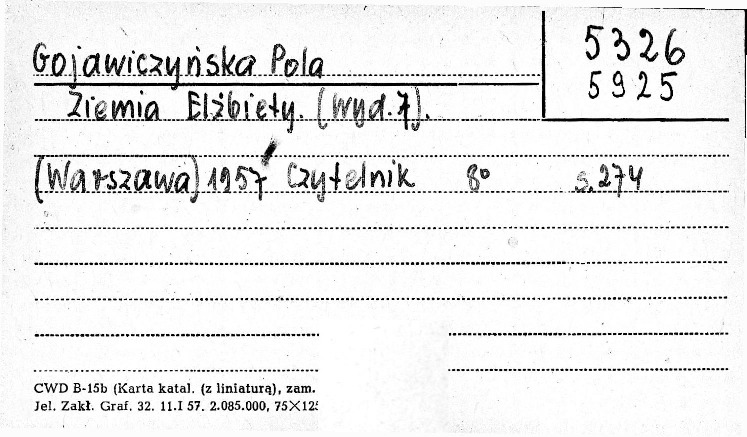 Gojawiczyńska Pola
5326
5925
Ziemia Elżbiety. (Wyd. 7).
(Warszawa) 1957 Czytelnik 8° s. 274
CWD B-15b (Karta katal. (z liniaturą), zam.
Jel. Zakł. Graf. 32. 11.I 57. 2.085.000, 75×125